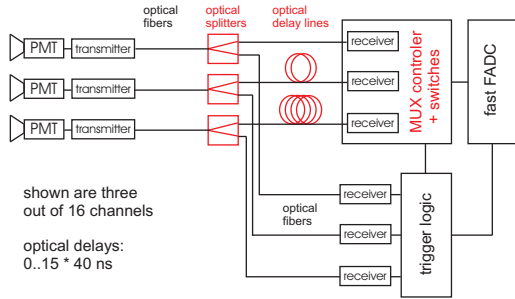 optical
fibers
optical
splitters
optical
delay lines
PMT
transmitter
receiver
PMT
transmitter
receiver
PMT
transmitter
receiver
MUX controler
+ switches
fast FADC
shown are three
out of 16 channels
optical delays:
0..15 * 40 ns
optical
fibers
receiver
receiver
receiver
trigger logic